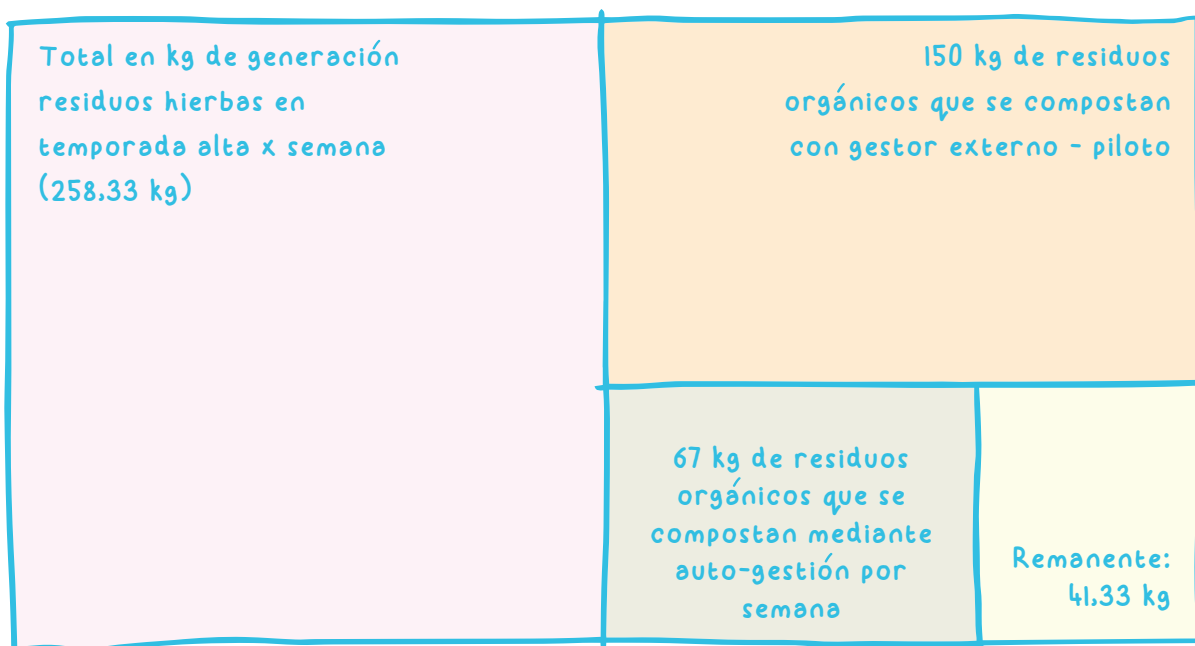 Total en kg de generación
residuos hierbas en
temporada alta x semana
(258,33 kg)
150 kg de residuos
orgánicos que se compostan
con gestor externo - piloto
67 kg de residuos
orgánicos que se
compostan mediante
auto-gestión por
semana
Remanente:
41,33 kg